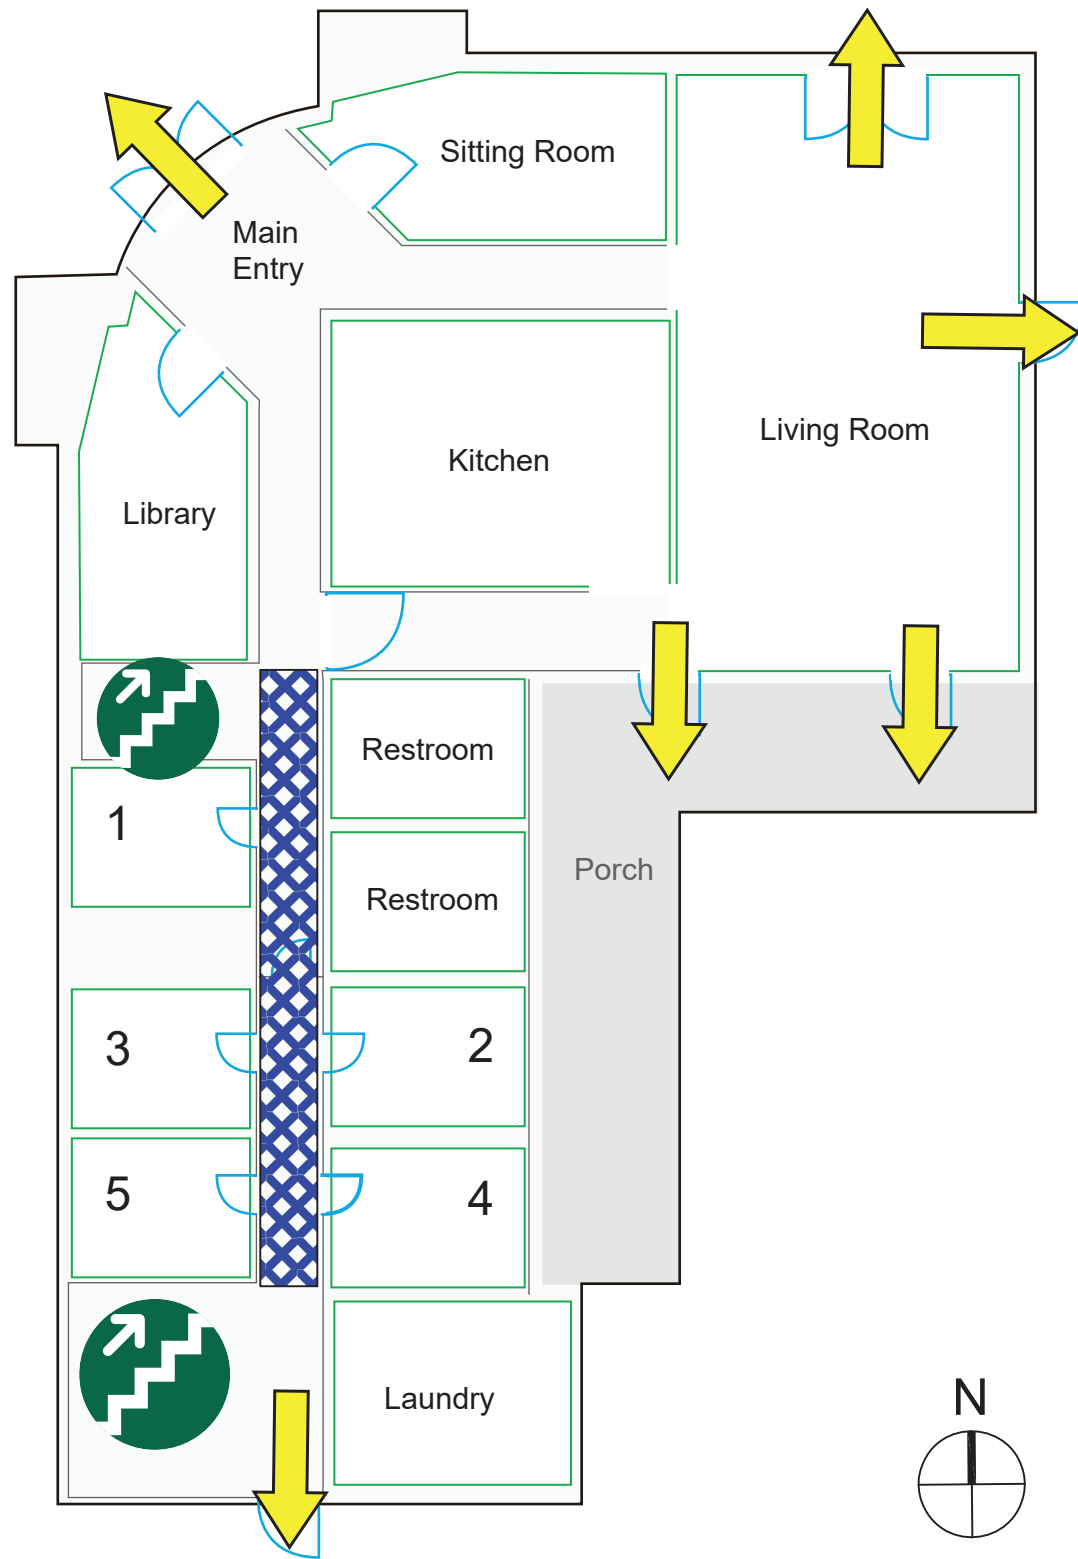 Sitting Room
Main
Entry
Living Room
Kitchen
Library
Restroom
1
Porch
Restroom
3
2
5
4
Laundry
N